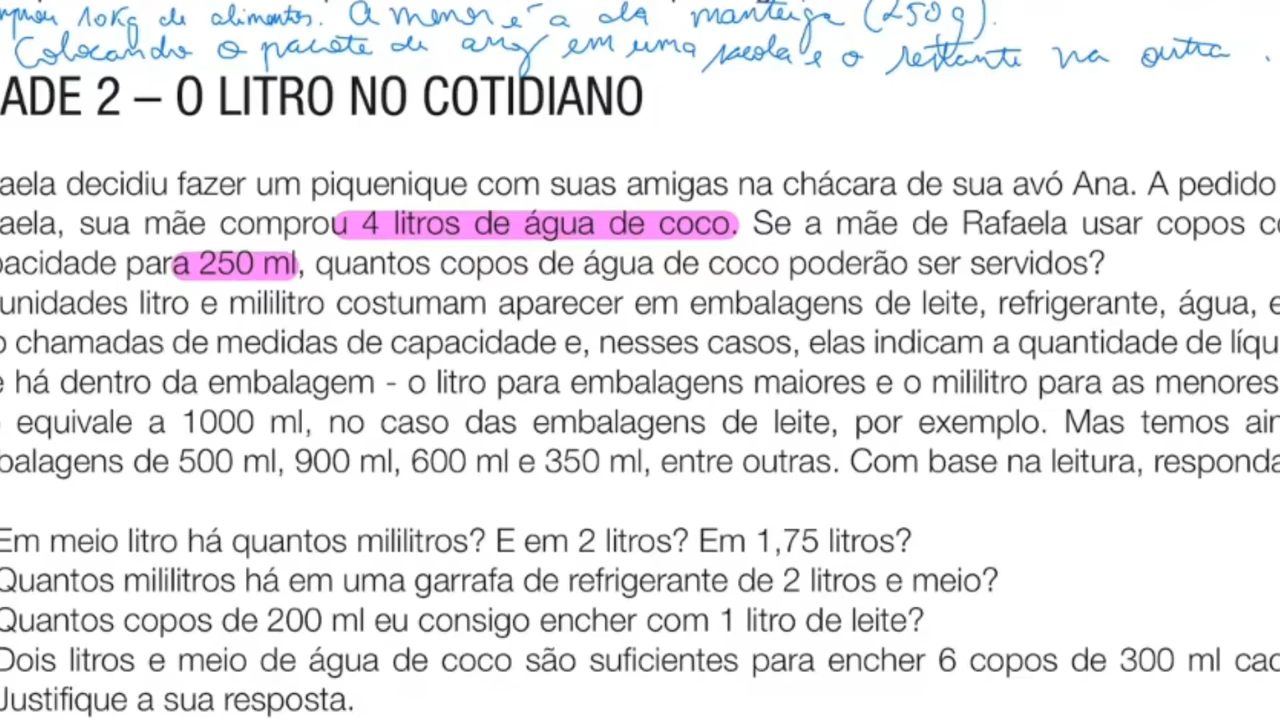 10kg de alimentos. A menor é a da manteiga (250g).
Colocando o pacote de arroz em uma sacola e o restante na outra.
ADE 2 – O LITRO NO COTIDIANO
aela decidiu fazer um piquenique com suas amigas na chácara de sua avó Ana. A pedido
aela, sua mãe comprou 4 litros de água de coco. Se a mãe de Rafaela usar copos co
pacidade para 250 ml, quantos copos de água de coco poderão ser servidos?
unidades litro e mililitro costumam aparecer em embalagens de leite, refrigerante, água, e
o chamadas de medidas de capacidade e, nesses casos, elas indicam a quantidade de líqu
e há dentro da embalagem - o litro para embalagens maiores e o mililitro para as menores
equivale a 1000 ml, no caso das embalagens de leite, por exemplo. Mas temos ain
balagens de 500 ml, 900 ml, 600 ml e 350 ml, entre outras. Com base na leitura, responda
Em meio litro há quantos mililitros? E em 2 litros? Em 1,75 litros?
Quantos mililitros há em uma garrafa de refrigerante de 2 litros e meio?
Quantos copos de 200 ml eu consigo encher com 1 litro de leite?
Dois litros e meio de água de coco são suficientes para encher 6 copos de 300 ml cad
Justifique a sua resposta.